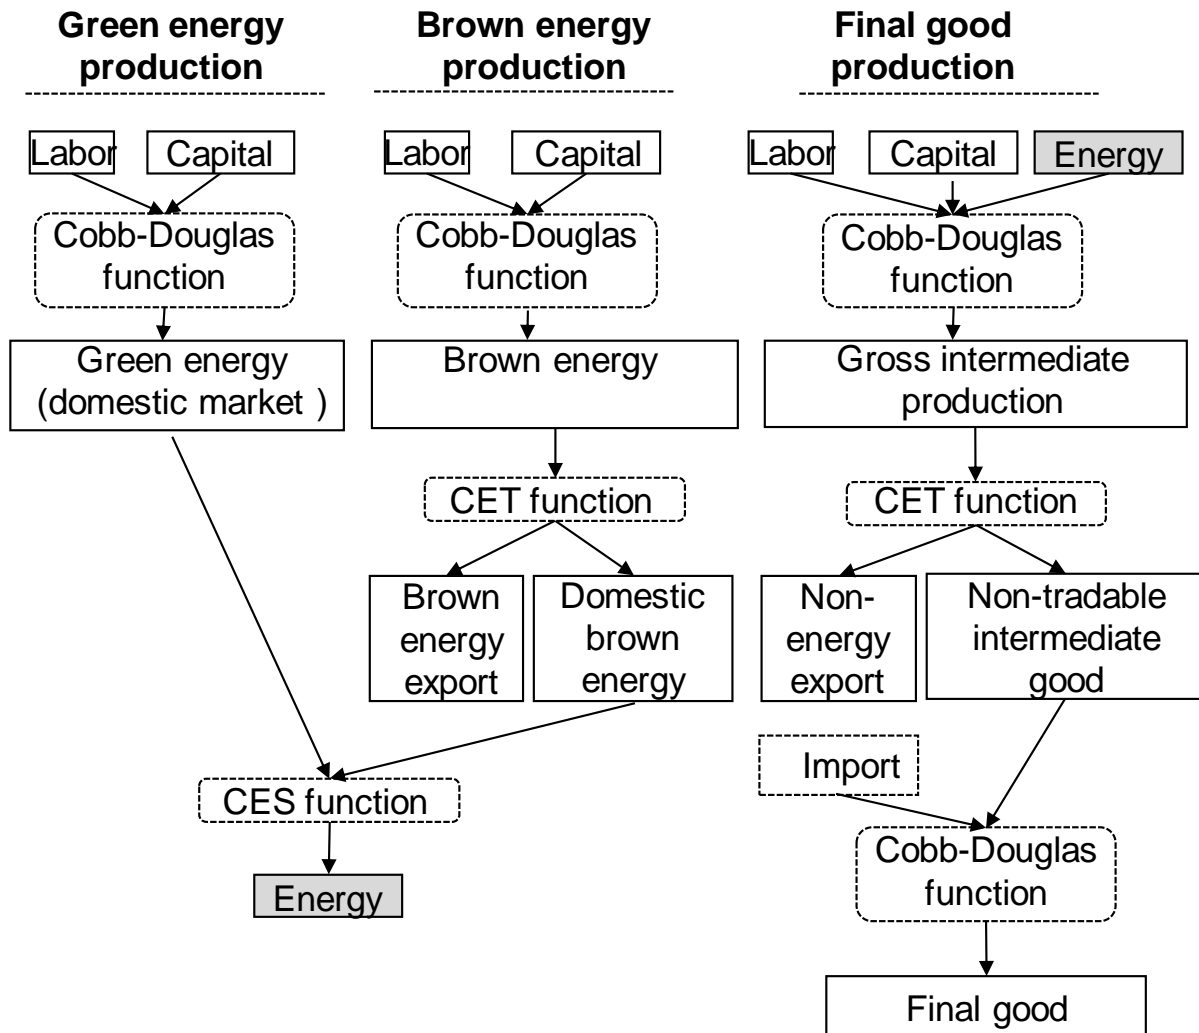 Green energy
production
Brown energy
production
Final good
production
Labor
Capital
Labor
Capital
Labor
Capital
Energy
Cobb-Douglas
function
Cobb-Douglas
function
Cobb-Douglas
function
Green energy
(domestic market )
Brown energy
Gross intermediate
production
CET function
CET function
Brown
energy
export
Domestic
brown
energy
Non-
energy
export
Non-tradable
intermediate
good
Import
CES function
Cobb-Douglas
function
Energy
Final good